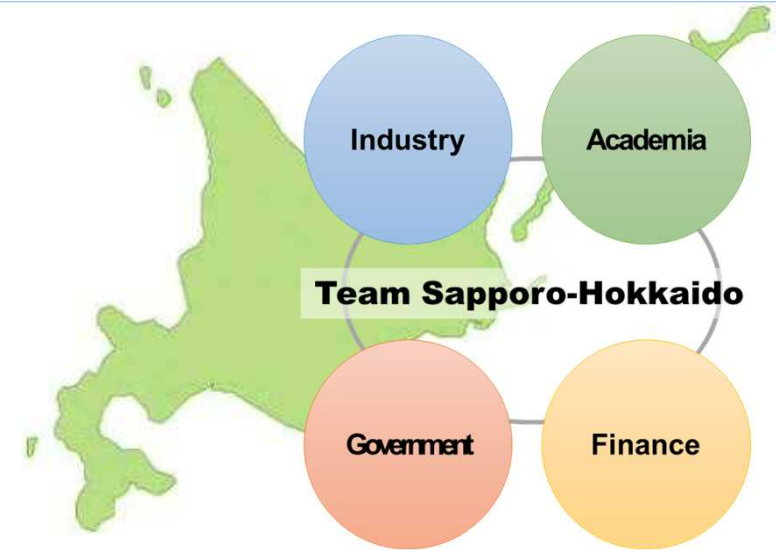 Industry
Academia
Team Sapporo-Hokkaido
Government
Finance